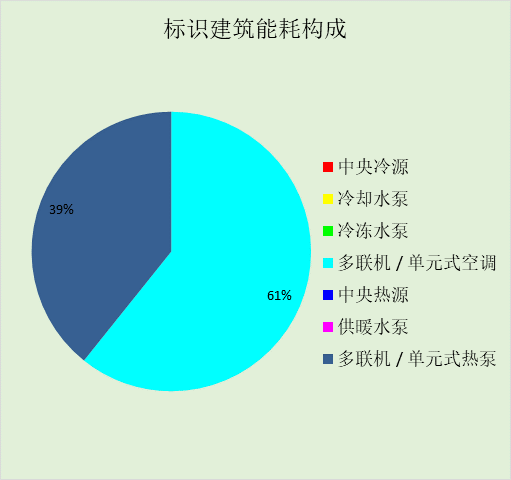 标识建筑能耗构成
39%
61%
中央冷源
冷却水泵
冷冻水泵
多联机 / 单元式空调
中央热源
供暖水泵
多联机 / 单元式热泵